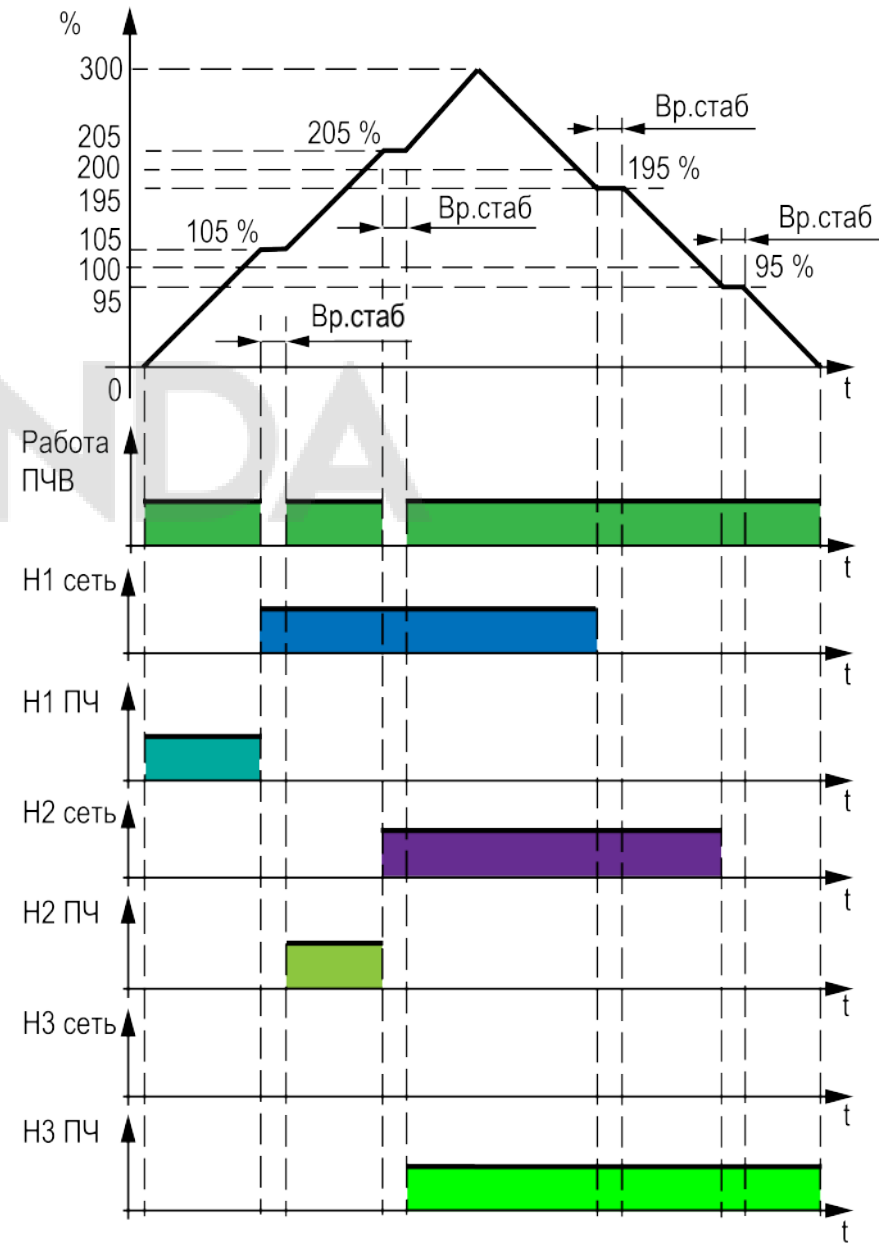 %
300
205
200
195
105
100
95
0
205 %
105 %
Вр.стаб
195 %
Вр.стаб
Вр.стаб
95 %
Вр.стаб
t
Работа
ПЧВ
t
Н1 сеть
t
Н1 ПЧ
t
Н2 сеть
t
Н2 ПЧ
t
Н3 сеть
t
Н3 ПЧ
t
NDA